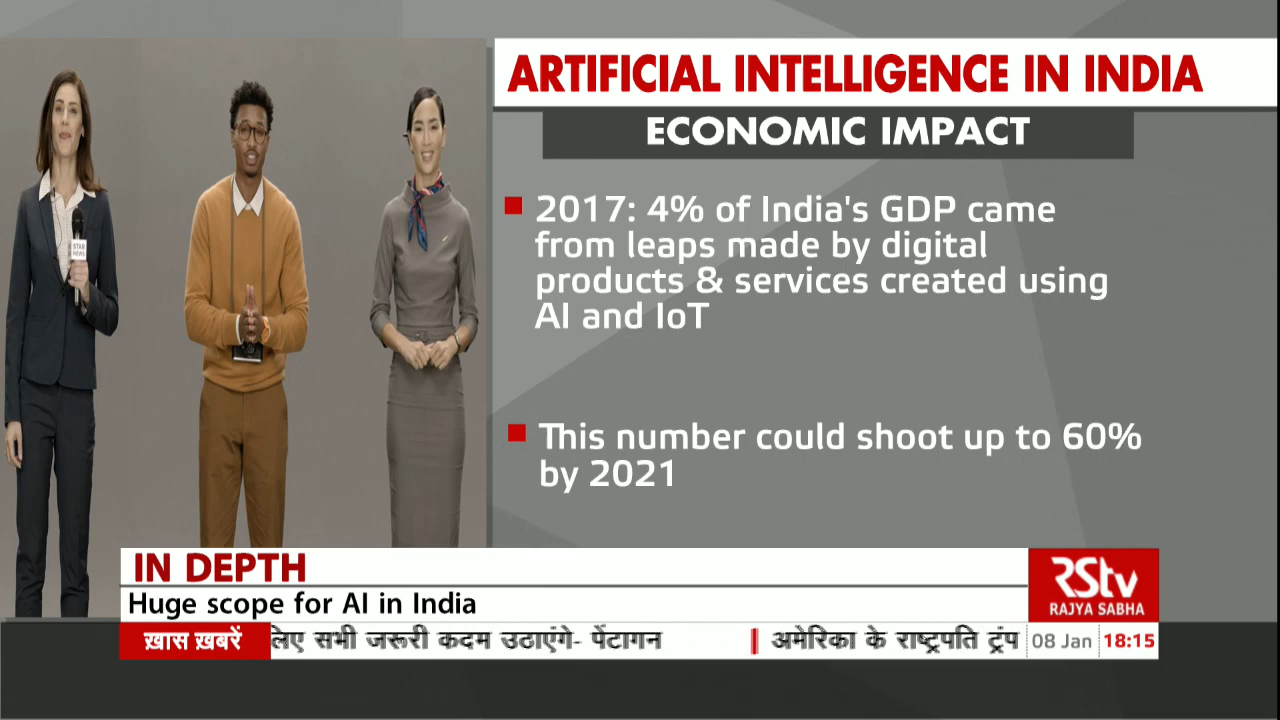 ARTIFICIAL INTELLIGENCE IN INDIA
ECONOMIC IMPACT
2017: 4% of India's GDP came
from leaps made by digital
products & services created using
AI and IoT
This number could shoot up to 60%
by 2021
STAR
NEWS
IN DEPTH
Huge scope for AI in India
RStv
RAJYA SABHA
ख़ास ख़बरें लिए सभी जरूरी कदम उठाएंगे- पेंटागन | अमेरिका के राष्ट्रपति ट्रंप 08 Jan 18:15